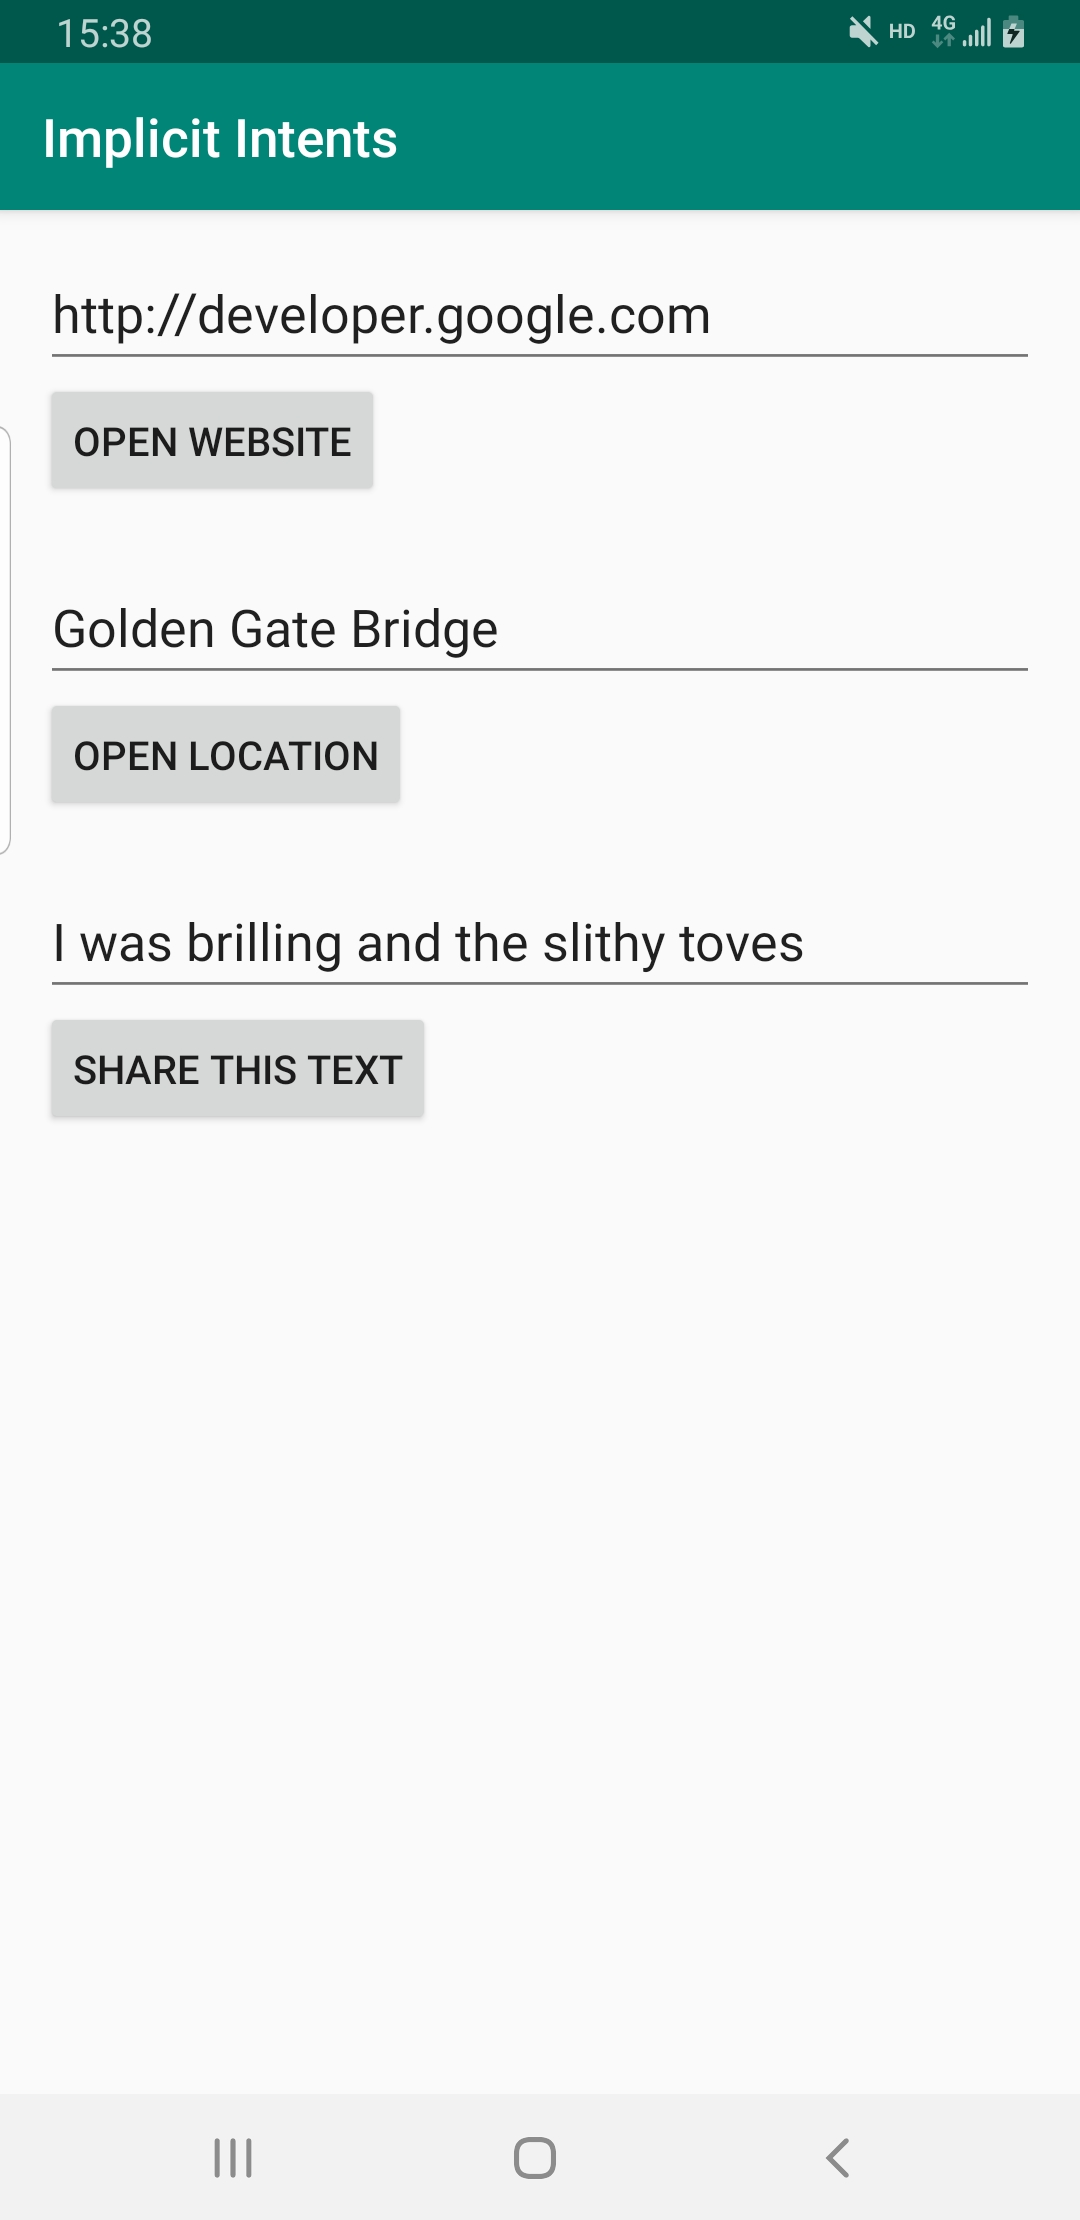 15:38
HD 4G
Implicit Intents
http://developer.google.com
OPEN WEBSITE
Golden Gate Bridge
OPEN LOCATION
I was brilling and the slithy toves
SHARE THIS TEXT